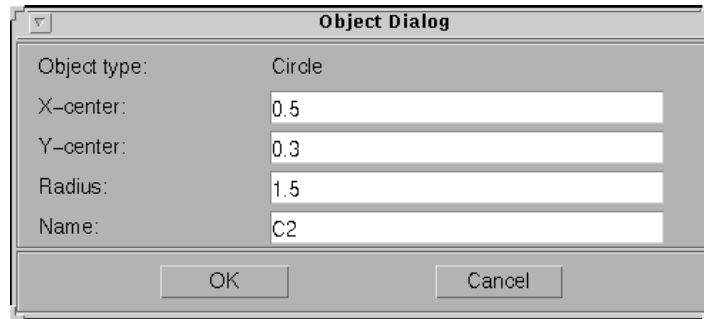 Object Dialog
Object type: Circle
X-center: 0.5
Y-center: 0.3
Radius: 1.5
Name: C2
OK Cancel